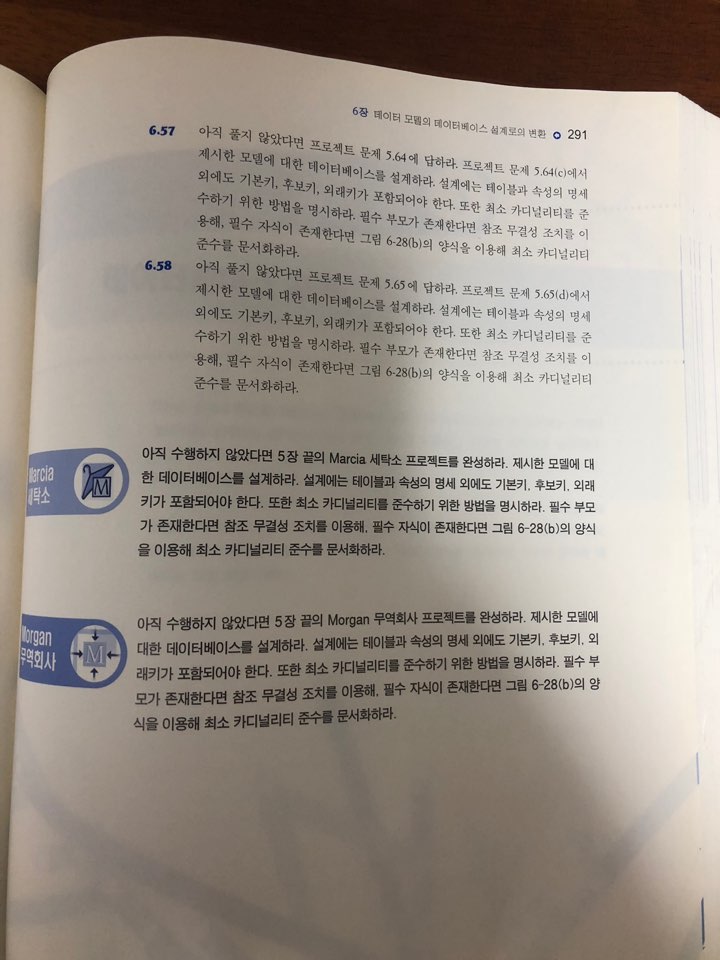 6장 데이터 모델의 데이터베이스 설계로의 변환 291
6.57 아직 풀지 않았다면 프로젝트 문제 5.64에 답하라. 프로젝트 문제 5.64(c)에서
제시한 모델에 대한 데이터베이스를 설계하라. 설계에는 테이블과 속성의 명세
외에도 기본키, 후보키, 외래키가 포함되어야 한다. 또한 최소 카디널리티를 준
수하기 위한 방법을 명시하라. 필수 부모가 존재한다면 참조 무결성 조치를 이
용해, 필수 자식이 존재한다면 그림 6-28(b)의 양식을 이용해 최소 카디널리티
준수를 문서화하라.
6.58 아직 풀지 않았다면 프로젝트 문제 5.65에 답하라. 프로젝트 문제 5.65(d)에서
제시한 모델에 대한 데이터베이스를 설계하라. 설계에는 테이블과 속성의 명세
외에도 기본키, 후보키, 외래키가 포함되어야 한다. 또한 최소 카디널리티를 준
수하기 위한 방법을 명시하라. 필수 부모가 존재한다면 참조 무결성 조치를 이
용해, 필수 자식이 존재한다면 그림 6-28(b)의 양식을 이용해 최소 카디널리티
준수를 문서화하라.
Marcia
세탁소
M
아직 수행하지 않았다면 5장 끝의 Marcia 세탁소 프로젝트를 완성하라. 제시한 모델에 대
한 데이터베이스를 설계하라. 설계에는 테이블과 속성의 명세 외에도 기본키, 후보키, 외래
키가 포함되어야 한다. 또한 최소 카디널리티를 준수하기 위한 방법을 명시하라. 필수 부모
가 존재한다면 참조 무결성 조치를 이용해, 필수 자식이 존재한다면 그림 6-28(b)의 양식
을 이용해 최소 카디널리티 준수를 문서화하라.
Morgan
무역회사
M
아직 수행하지 않았다면 5장 끝의 Morgan 무역회사 프로젝트를 완성하라. 제시한 모델에
대한 데이터베이스를 설계하라. 설계에는 테이블과 속성의 명세 외에도 기본키, 후보키, 외
래키가 포함되어야 한다. 또한 최소 카디널리티를 준수하기 위한 방법을 명시하라. 필수 부
모가 존재한다면 참조 무결성 조치를 이용해, 필수 자식이 존재한다면 그림 6-28(b)의 양
식을 이용해 최소 카디널리티 준수를 문서화하라.